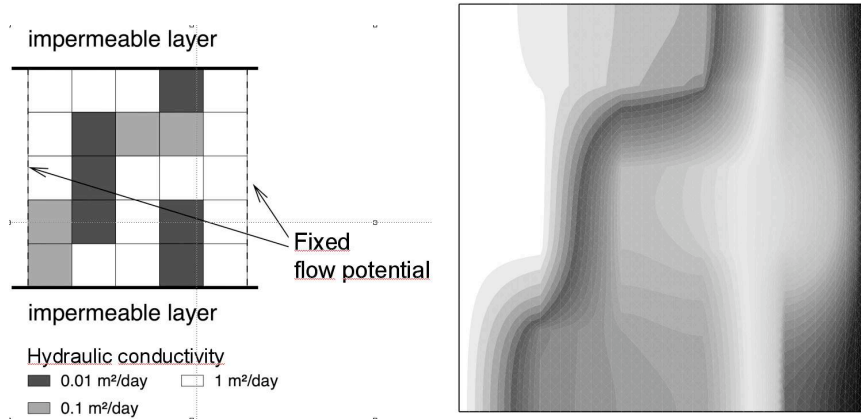 impermeable layer
Fixed
flow potential
impermeable layer
Hydraulic conductivity
0.01 m²/day
1 m²/day
0.1 m²/day